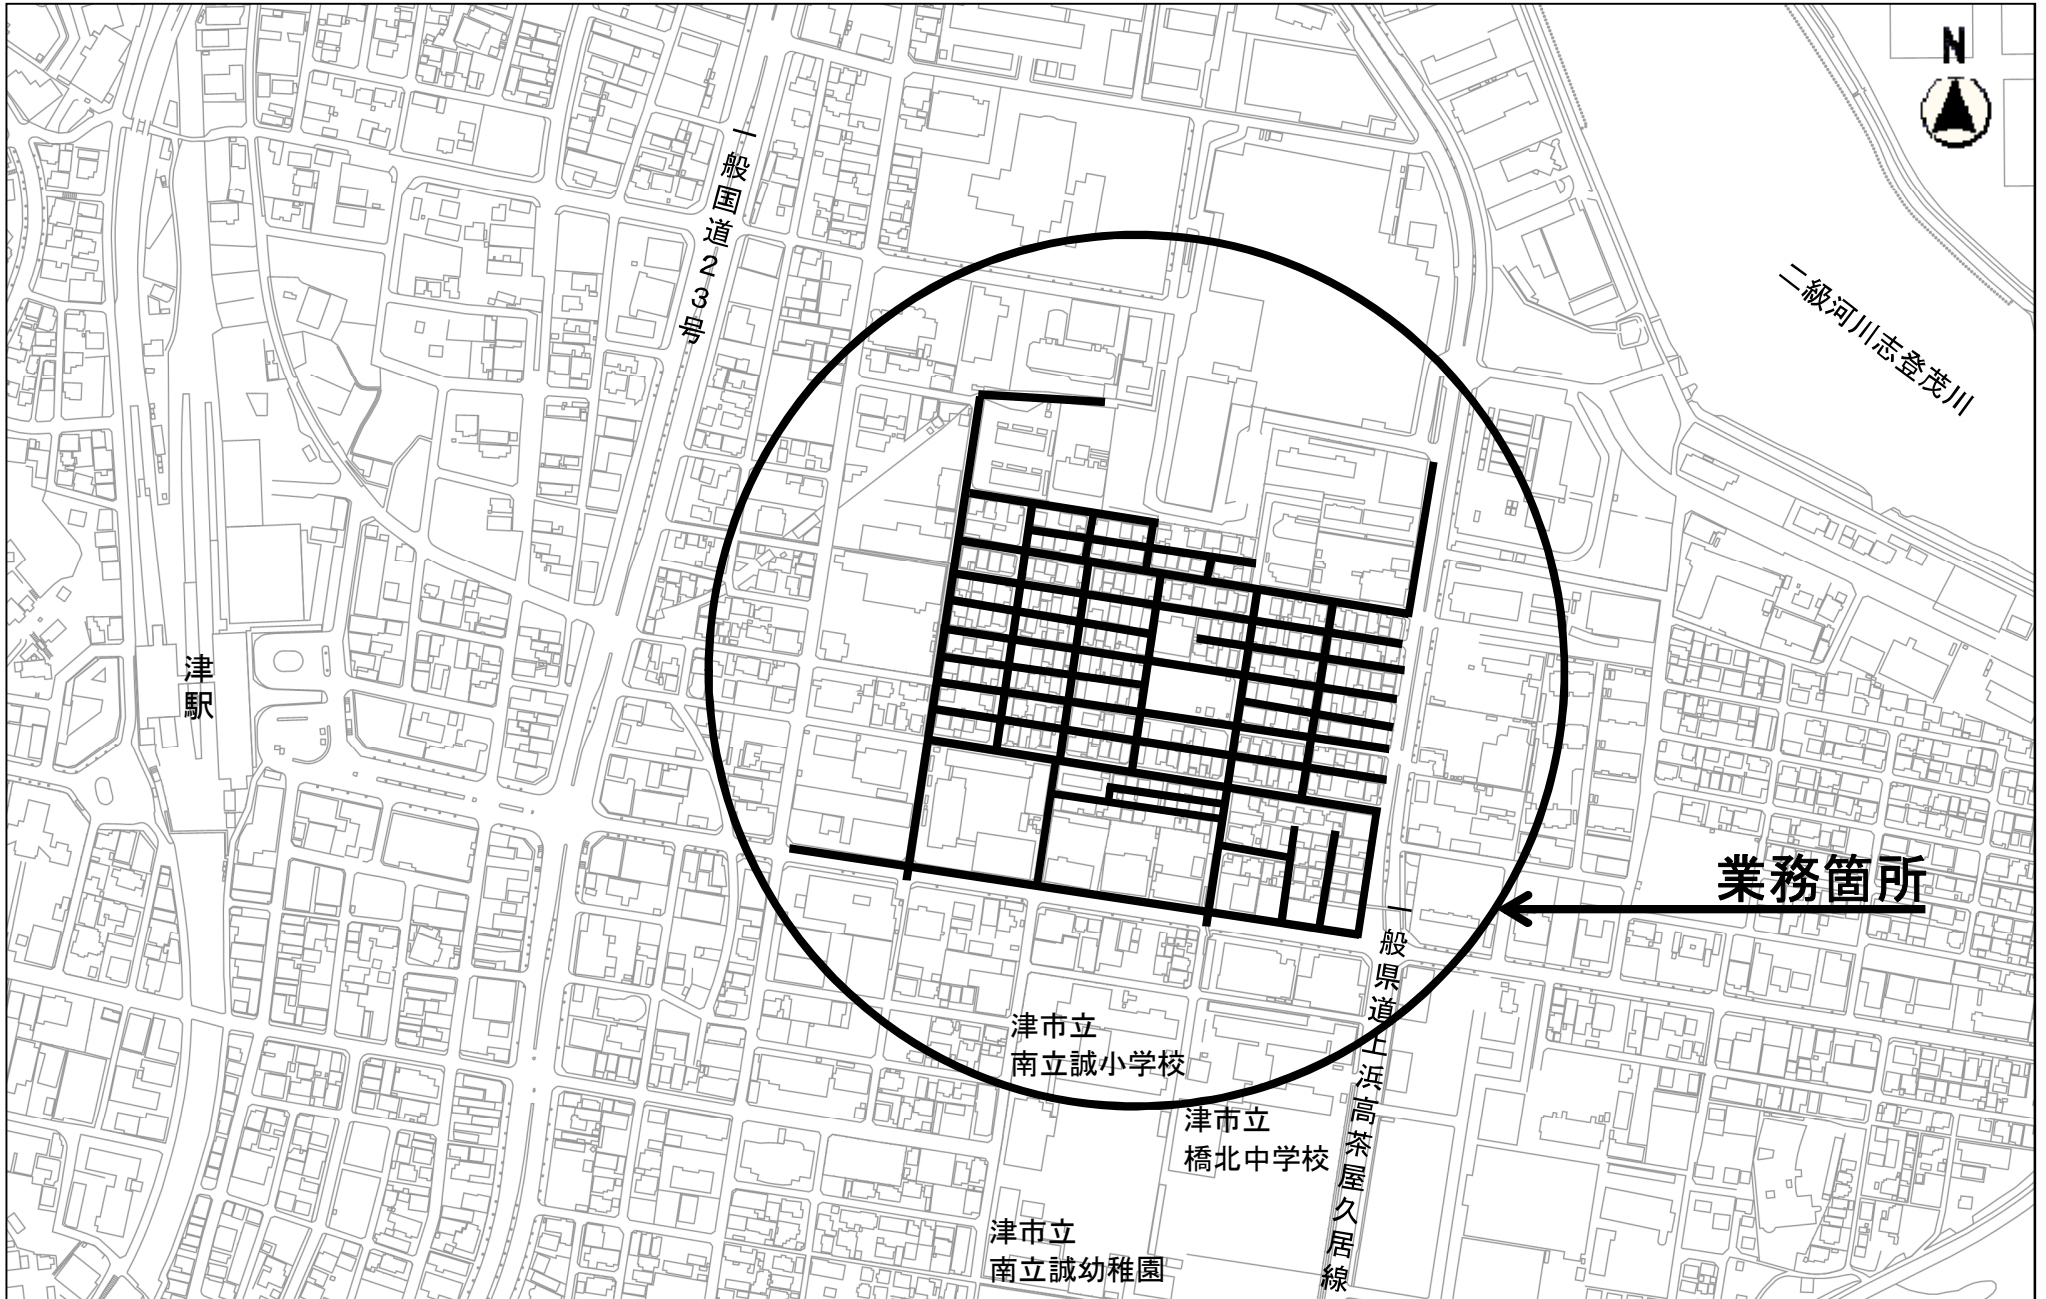 N
一般国道23号
二級河川志登茂川
津駅
業務箇所
一般県道上浜高茶屋久居線
津市立
南立誠小学校
津市立
橋北中学校
津市立
南立誠幼稚園